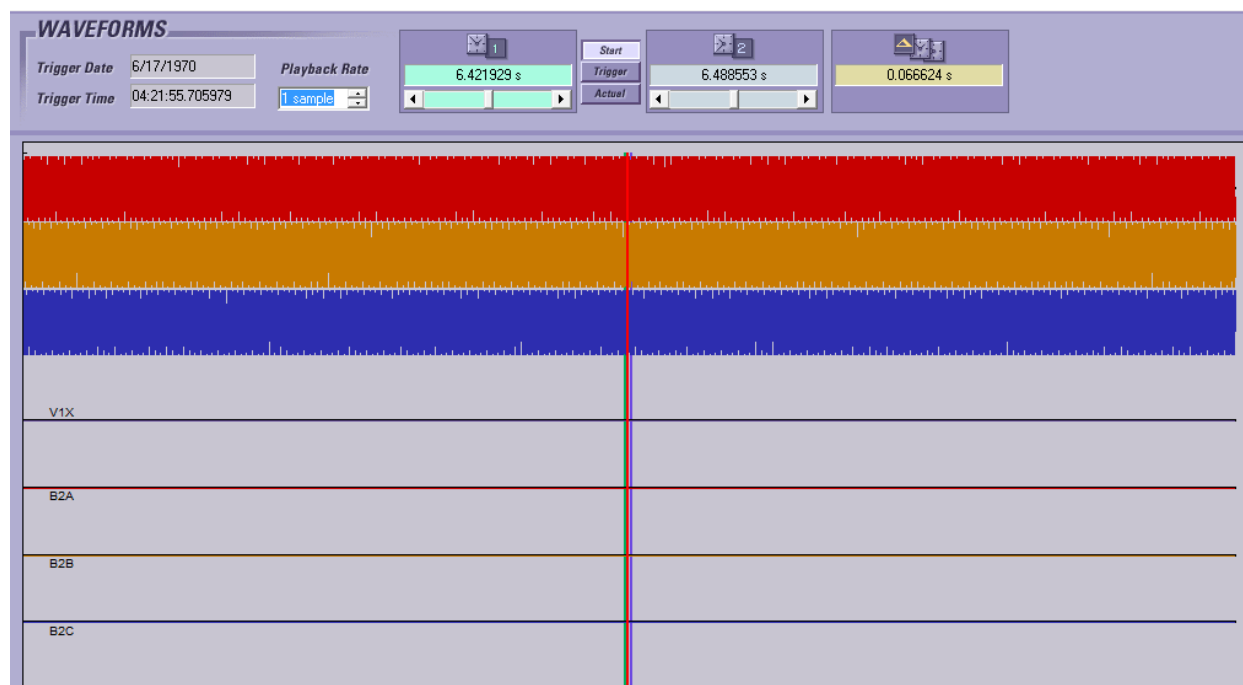 WAVEFORMS
Trigger Date 6/17/1970 Playback Rate
Trigger Time 04:21:55.705979 1 sample
1
6.421929 s
Start
Trigger
Actual
2
6.488553 s
0.066624 s
V1X
B2A
B2B
B2C